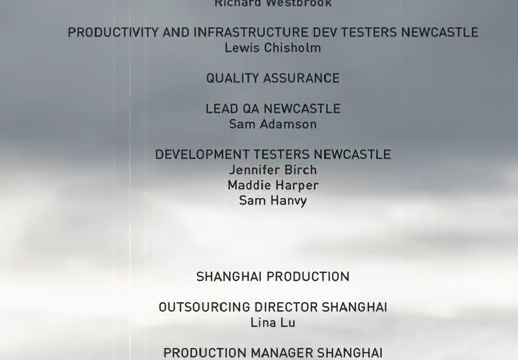 Richard Westbrook
PRODUCTIVITY AND INFRASTRUCTURE DEV TESTERS NEWCASTLE
Lewis Chisholm
QUALITY ASSURANCE
LEAD QA NEWCASTLE
Sam Adamson
DEVELOPMENT TESTERS NEWCASTLE
Jennifer Birch
Maddie Harper
Sam Hanvy
SHANGHAI PRODUCTION
OUTSOURCING DIRECTOR SHANGHAI
Lina Lu
PRODUCTION MANAGER SHANGHAI